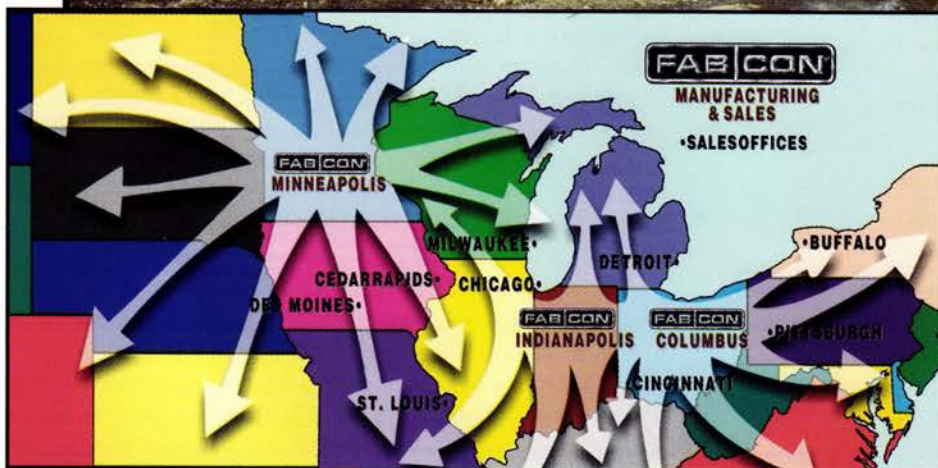 FABCON
MANUFACTURING
& SALES
•SALESOFFICES
FABCON
MINNEAPOLIS
MILWAUKEE•
•BUFFALO
DETROIT•
CEDARRAPIDS•
CHICAGO•
DES MOINES•
FABCON
INDIANAPOLIS
FABCON
COLUMBUS
•PITTSBURGH
CINCINNATI
ST. LOUIS•